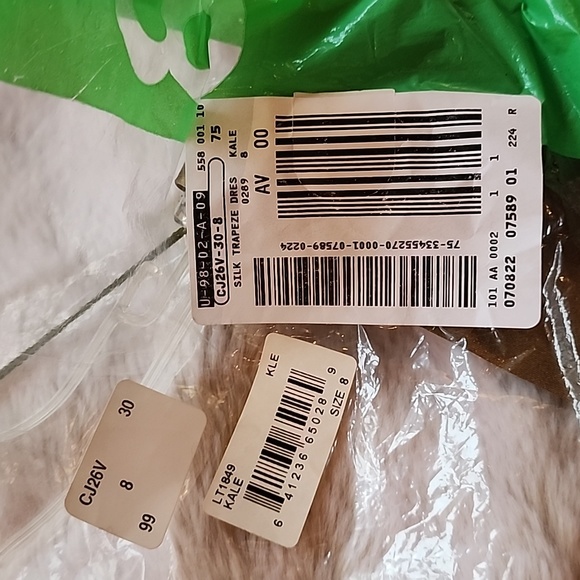 558 001 10
75
U-98-02-A-09
CJ26V-30-8
SILK TRAPEZE DRES KALE
0289 8
AV 00
75-33455270-0001-07589-0224
101 AA 0002 1 1 224 R
070822 07589 01
LT1849 KLE
KALE
6 41236 65028 9
SIZE 8
CJ26V 30
8
99